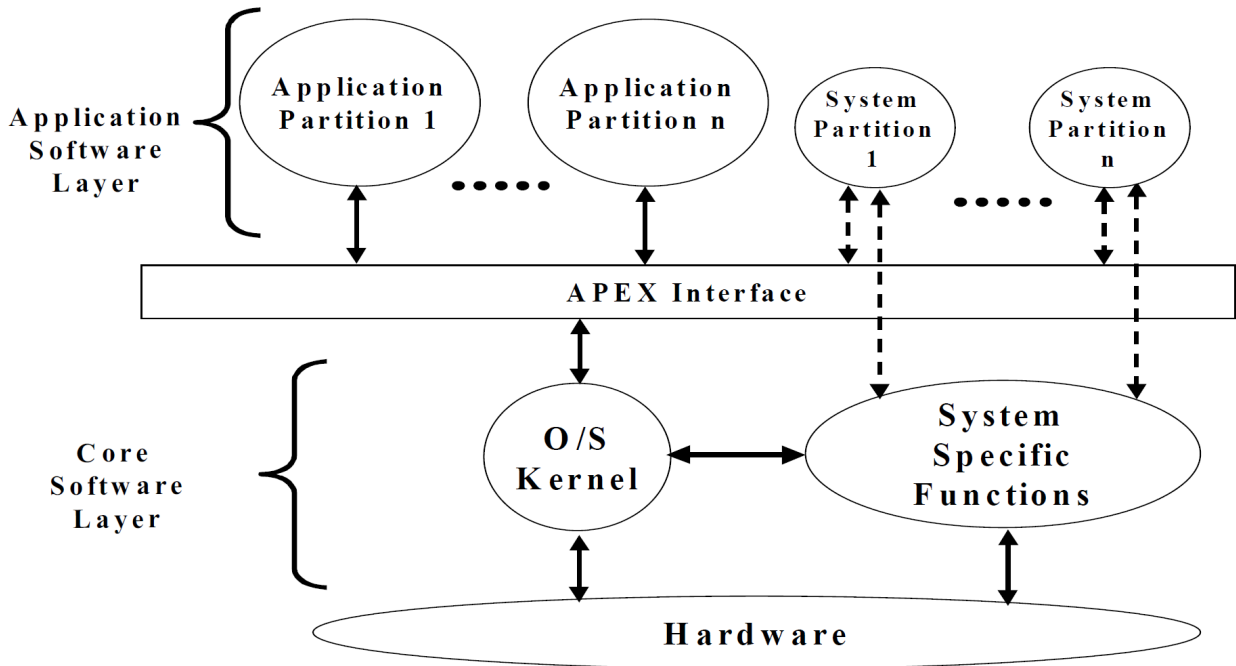 Application
Software
Layer
Application
Partition 1
Application
Partition n
System
Partition
1
System
Partition
n
APEX Interface
Core
Software
Layer
O/S
Kernel
System
Specific
Functions
Hardware